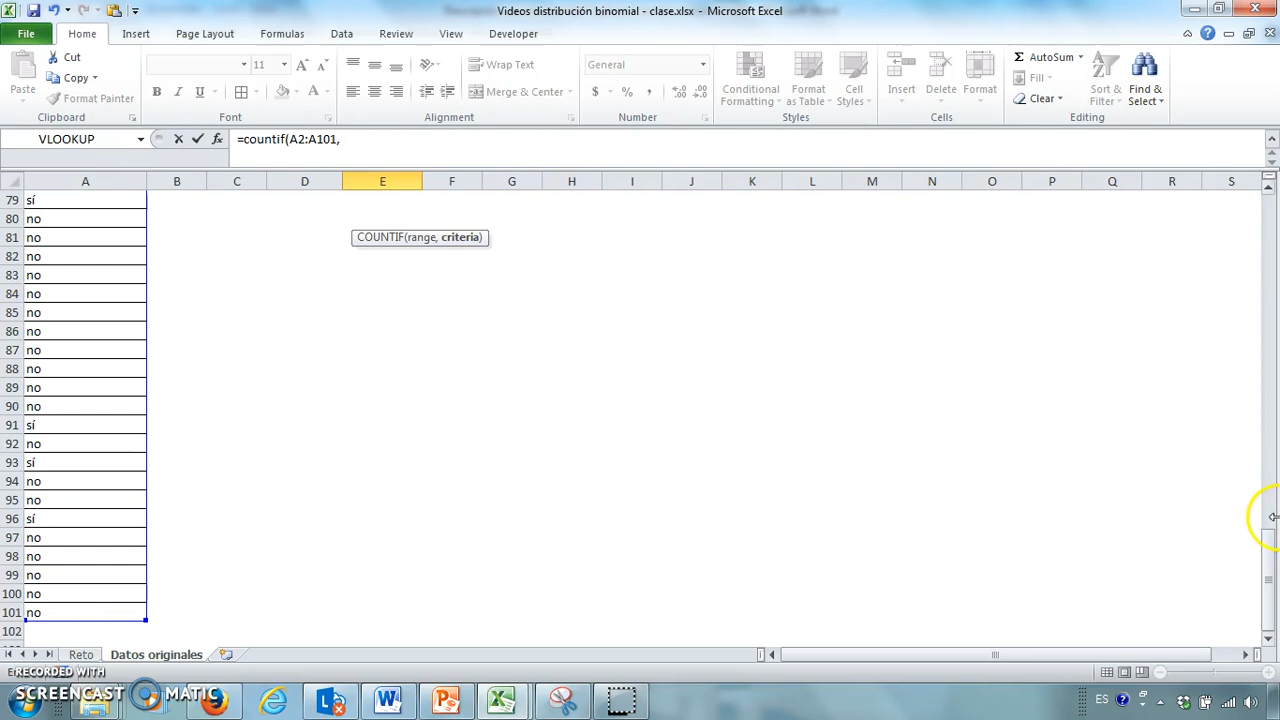 Videos distribución binomial - clase.xlsx - Microsoft Excel
File Home Insert Page Layout Formulas Data Review View Developer
Paste
Cut
Copy
Format Painter
Clipboard
11
B I U
Font
Wrap Text
Merge & Center
Alignment
General
$ % ,
Number
Conditional Formatting
Format as Table
Cell Styles
Styles
Insert
Delete
Format
Cells
AutoSum
Fill
Clear
Sort & Filter
Find & Select
Editing
VLOOKUP fx =countif(A2:A101,
A B C D E F G H I J K L M N O P Q R S
79 sí
80 no
81 no
COUNTIF(range, criteria)
82 no
83 no
84 no
85 no
86 no
87 no
88 no
89 no
90 no
91 sí
92 no
93 sí
94 no
95 no
96 sí
97 no
98 no
99 no
100 no
101 no
102
Reto Datos originales
RECORDED WITH
SCREENCAST MATIC
ES